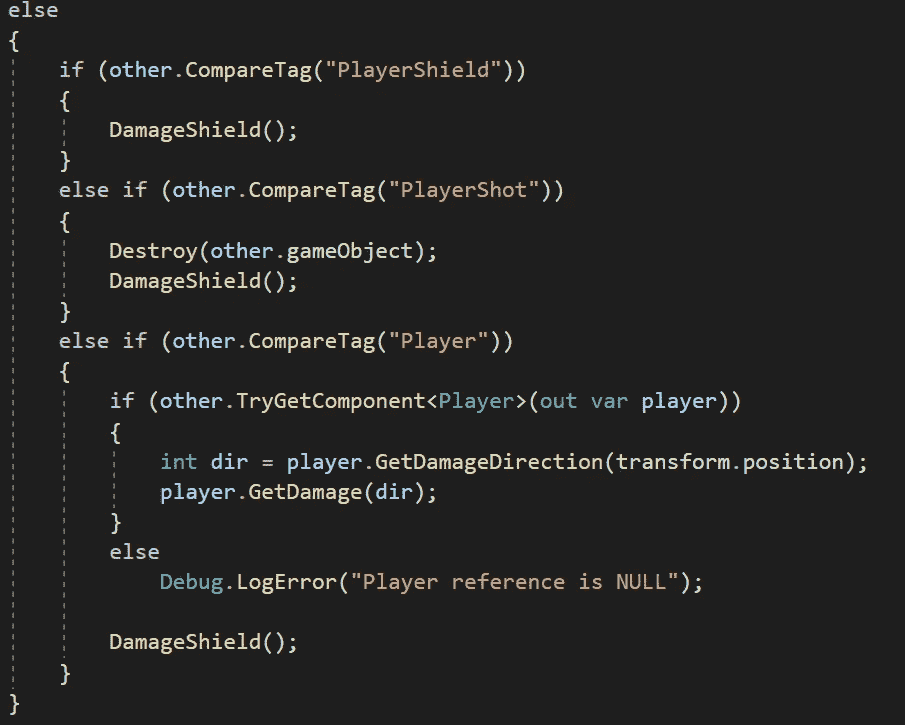 else
{
if (other.CompareTag("PlayerShield"))
{
DamageShield();
}
else if (other.CompareTag("PlayerShot"))
{
Destroy(other.gameObject);
DamageShield();
}
else if (other.CompareTag("Player"))
{
if (other.TryGetComponent<Player>(out var player))
{
int dir = player.GetDamageDirection(transform.position);
player.GetDamage(dir);
}
else
Debug.LogError("Player reference is NULL");
DamageShield();
}
}